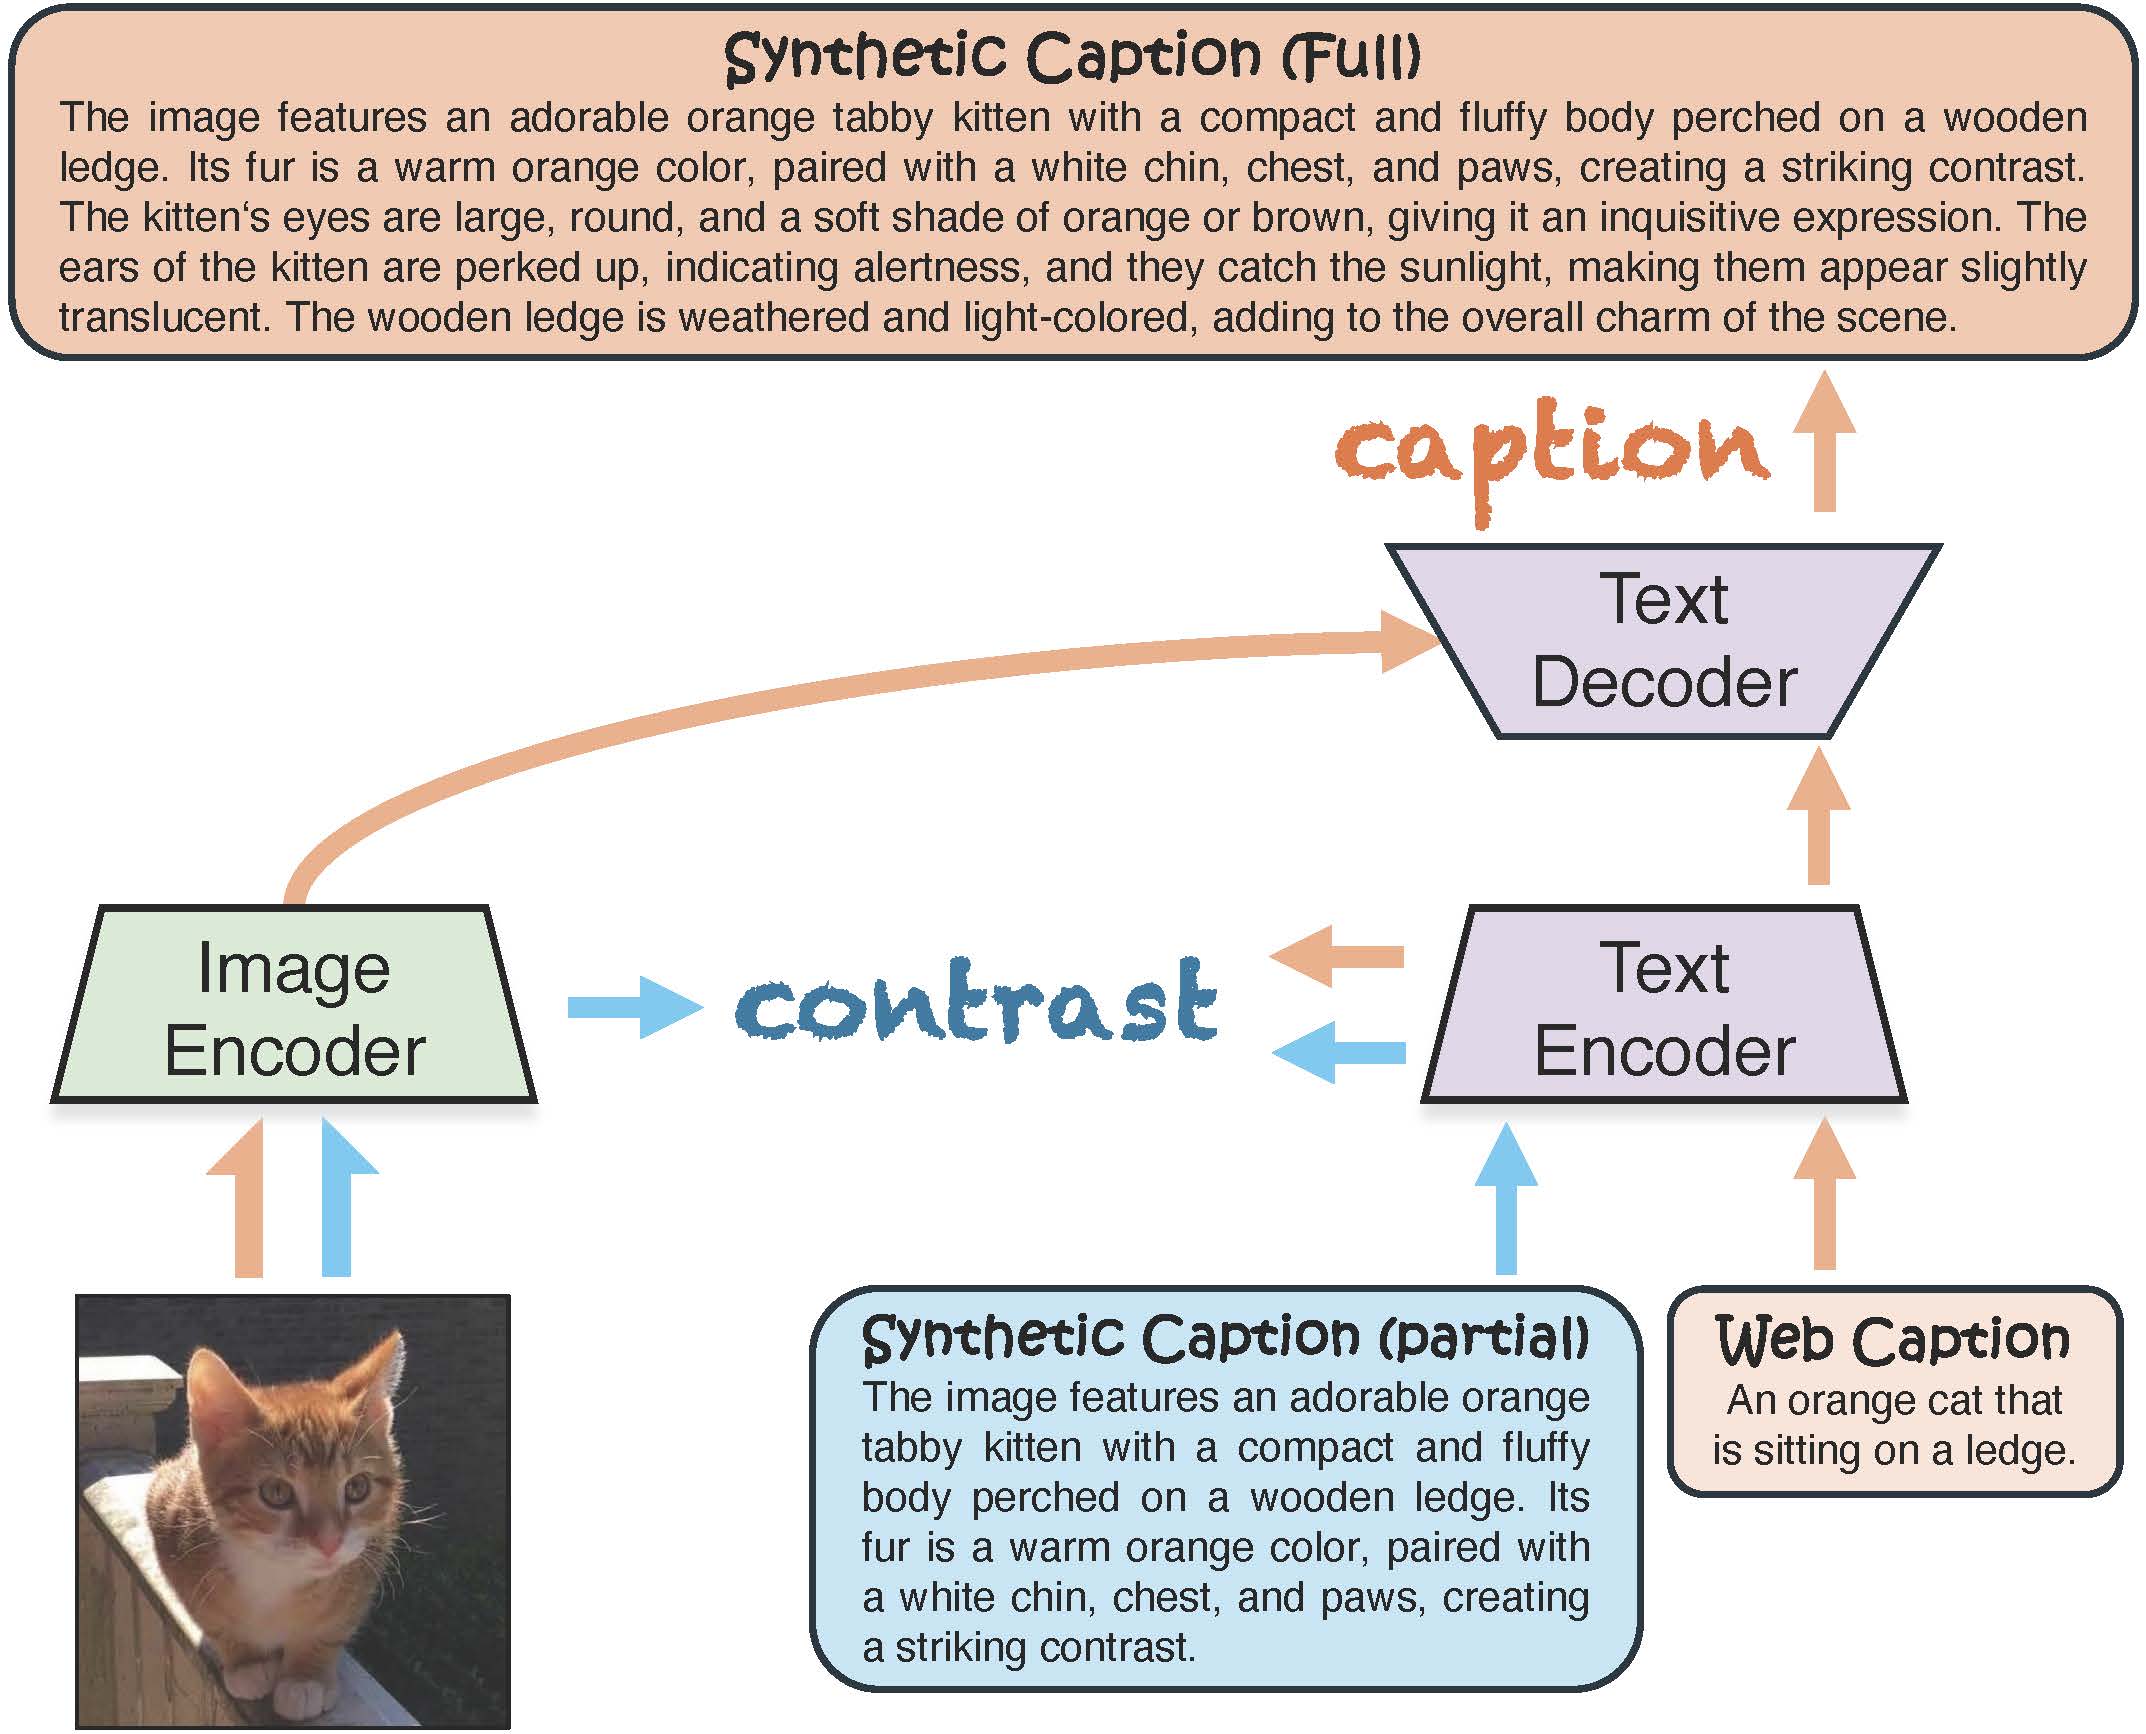 Synthetic Caption (Full)
The image features an adorable orange tabby kitten with a compact and fluffy body perched on a wooden
ledge. Its fur is a warm orange color, paired with a white chin, chest, and paws, creating a striking contrast.
The kitten‘s eyes are large, round, and a soft shade of orange or brown, giving it an inquisitive expression. The
ears of the kitten are perked up, indicating alertness, and they catch the sunlight, making them appear slightly
translucent. The wooden ledge is weathered and light-colored, adding to the overall charm of the scene.
caption
Text
Decoder
Image
Encoder
contrast
Text
Encoder
Synthetic Caption (partial)
The image features an adorable orange
tabby kitten with a compact and fluffy
body perched on a wooden ledge. Its
fur is a warm orange color, paired with
a white chin, chest, and paws, creating
a striking contrast.
Web Caption
An orange cat that
is sitting on a ledge.